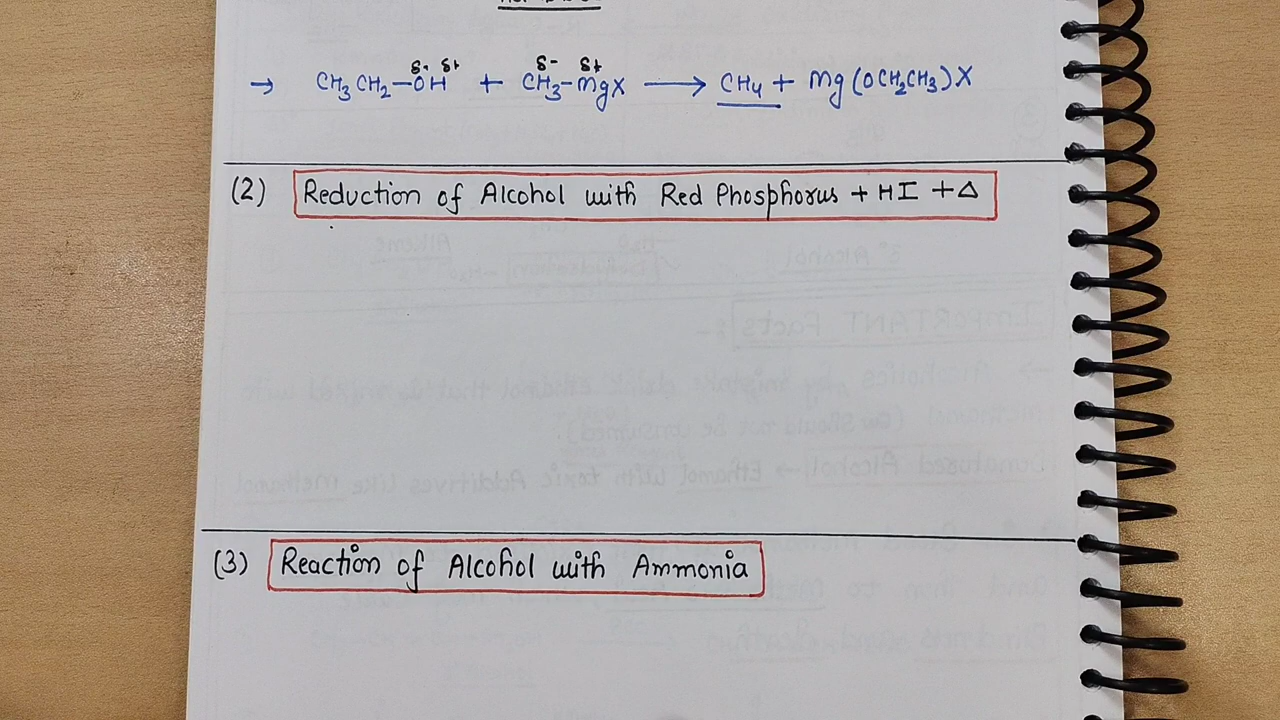 → CH₃CH₂—OH + CH₃-MgX ⟶ CH₄ + Mg(OCH₂CH₃)X
δ- δ+ δ- δ+
(2) Reduction of Alcohol with Red Phosphorus + HI + Δ
(3) Reaction of Alcohol with Ammonia